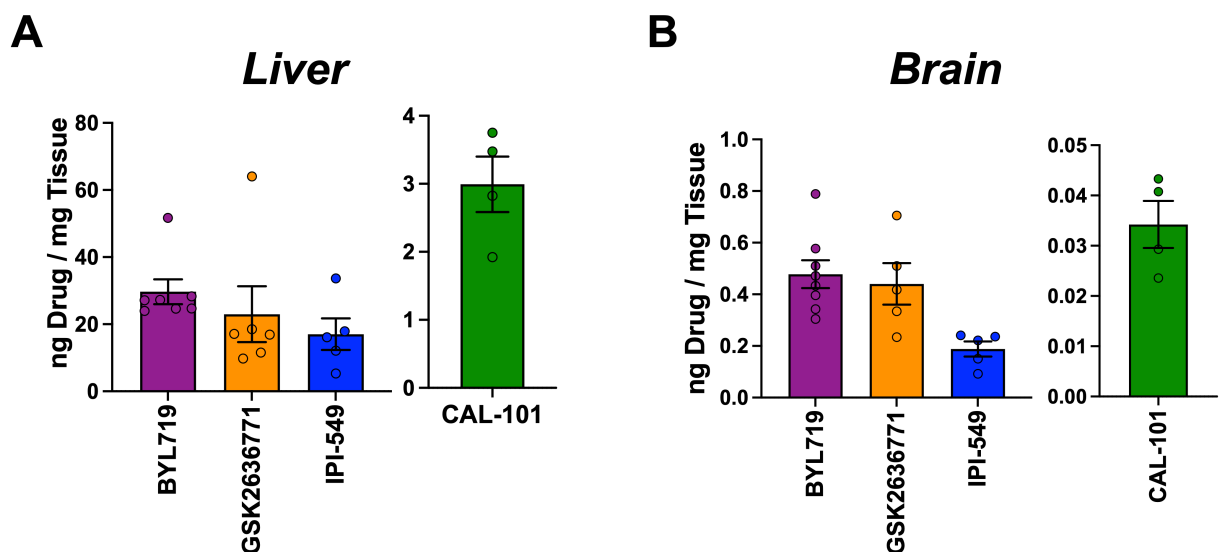 A
Liver
ng Drug / mg Tissue
80
60
40
20
0
BYL719
GSK2636771
IPI-549
4
3
2
1
0
CAL-101
B
Brain
ng Drug / mg Tissue
1.0
0.8
0.6
0.4
0.2
0.0
BYL719
GSK2636771
IPI-549
0.05
0.04
0.03
0.02
0.01
0.00
CAL-101